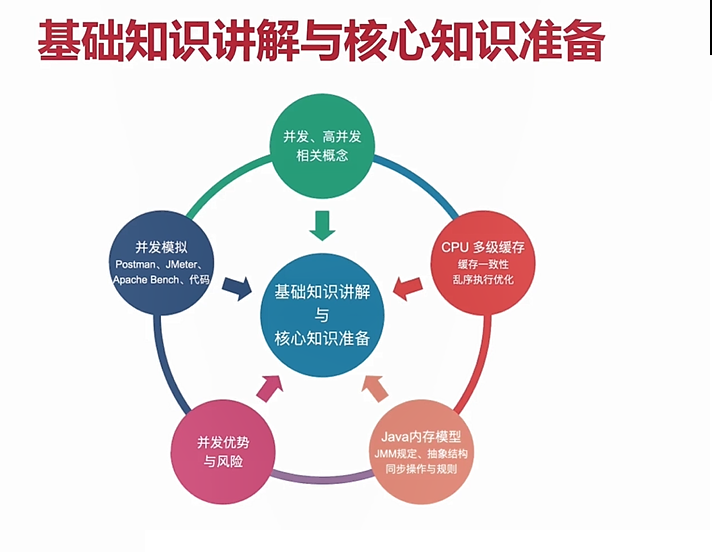 基础知识讲解与核心知识准备
并发、高并发
相关概念
CPU 多级缓存
缓存一致性
乱序执行优化
Java内存模型
JMM规定、抽象结构
同步操作与规则
并发优势
与风险
并发模拟
Postman、JMeter、
Apache Bench、代码
基础知识讲解
与
核心知识准备